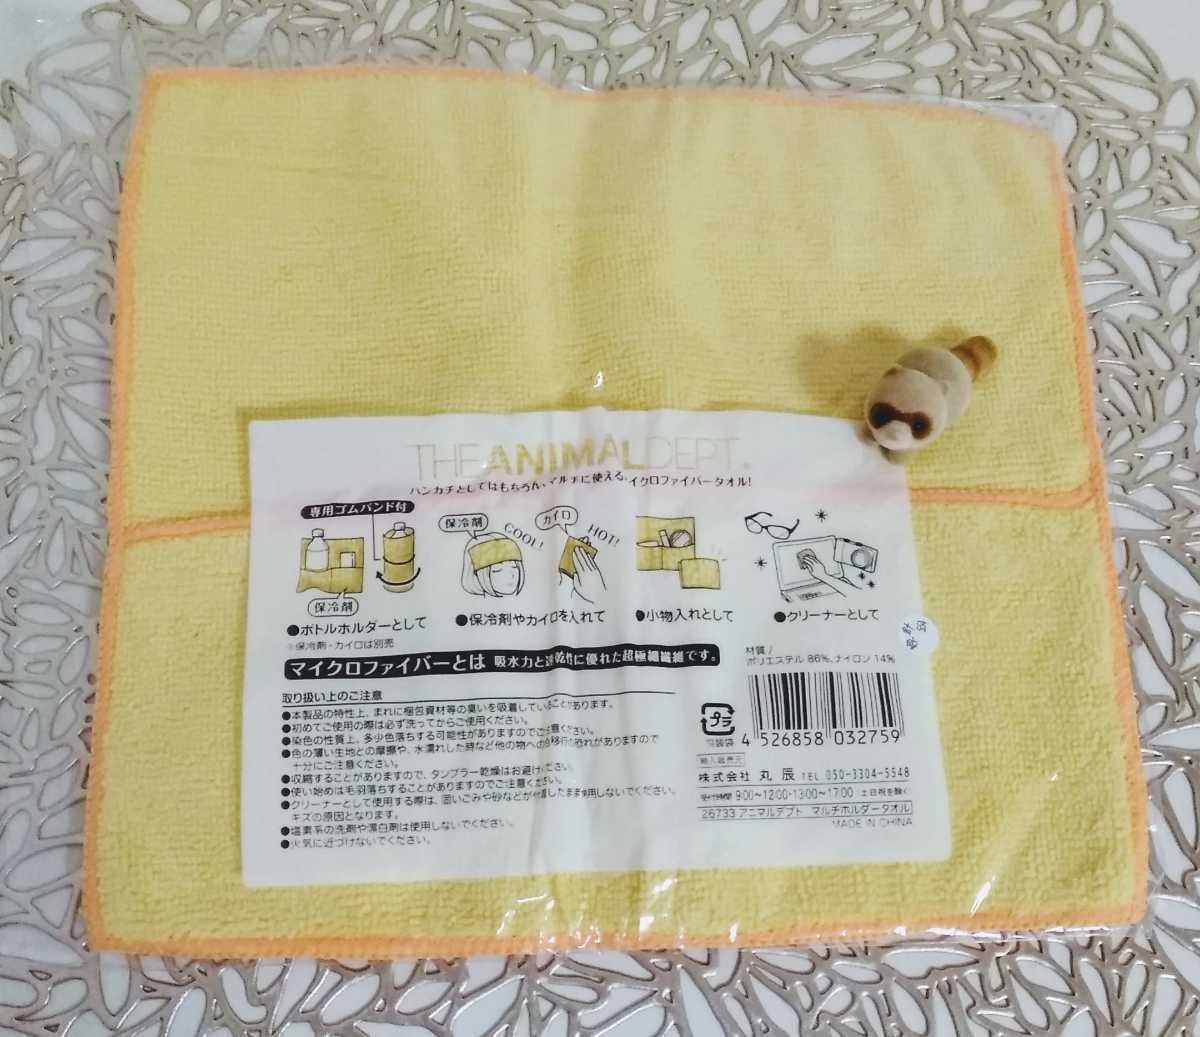 THE ANIMAL DEPT.
ハンカチとしてはもちろん、マルチに使えるマイクロファイバータオル!
専用ゴムバンド付
保冷剤
●ボトルホルダーとして
※保冷剤・カイロは別売
保冷剤
COOL!
カイロ
HOT!
●保冷剤やカイロを入れて
●小物入れとして
●クリーナーとして
マイクロファイバーとは 吸水力と速乾性に優れた超極細繊維です。
取り扱い上のご注意
●本製品の特性上、まれに梱包資材等の臭いを吸着していることがあります。
●初めてご使用の際は必ず洗ってからご使用ください。
●染色の性質上、多少色落ちする可能性がありますのでご注意ください。
●色の薄い生地との摩擦や、水濡れした時など他の物への色移行の恐れがありますので
十分にご注意ください。
●収縮することがありますので、タンブラー乾燥はお避けください。
●使い始めは毛羽落ちすることがありますのでご注意ください。
●クリーナーとして使用する際は、固いごみや砂などが付着したまま使用しないでください。
キズの原因となります。
●塩素系の洗剤や漂白剤は使用しないでください。
●火気に近づけないでください。
材質/
ポリエステル 86%、ナイロン 14%
プラ
外装袋
4 526858 032759
輸入販売元
株式会社 丸 辰 TEL 050-3304-5548
受付時間 9:00~12:00・13:00~17:00 土日祝を除く
26733 アニマルデプト マルチホルダータオル
MADE IN CHINA